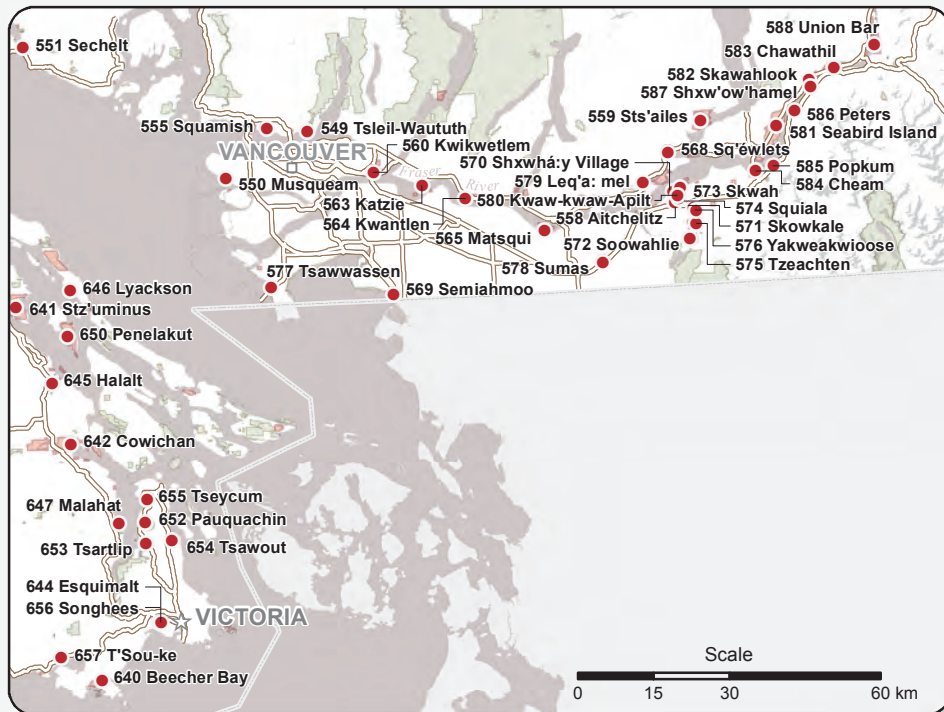 588 Union Bar
551 Sechelt
583 Chawathil
582 Skawahlook
587 Shxw'ow'hamel
559 Sts'ailes
586 Peters
555 Squamish
549 Tsleil-Waututh
581 Seabird Island
560 Kwikwetlem
568 Sq'éwlets
VANCOUVER
570 Shxwhá:y Village
585 Popkum
Fraser
550 Musqueam
579 Leq'a: mel
584 Cheam
563 Katzie
River
573 Skwah
580 Kwaw-kwaw-Apilt
574 Squiala
564 Kwantlen
558 Aitchelitz
571 Skowkale
565 Matsqui
572 Soowahlie
576 Yakweakwioose
575 Tzeachten
577 Tsawwassen
578 Sumas
646 Lyackson
569 Semiahmoo
641 Stz'uminus
650 Penelakut
645 Halalt
642 Cowichan
655 Tseycum
647 Malahat
652 Pauquachin
653 Tsartlip
654 Tsawout
644 Esquimalt
656 Songhees
VICTORIA
657 T'Sou-ke
640 Beecher Bay
Scale
0 15 30 60 km